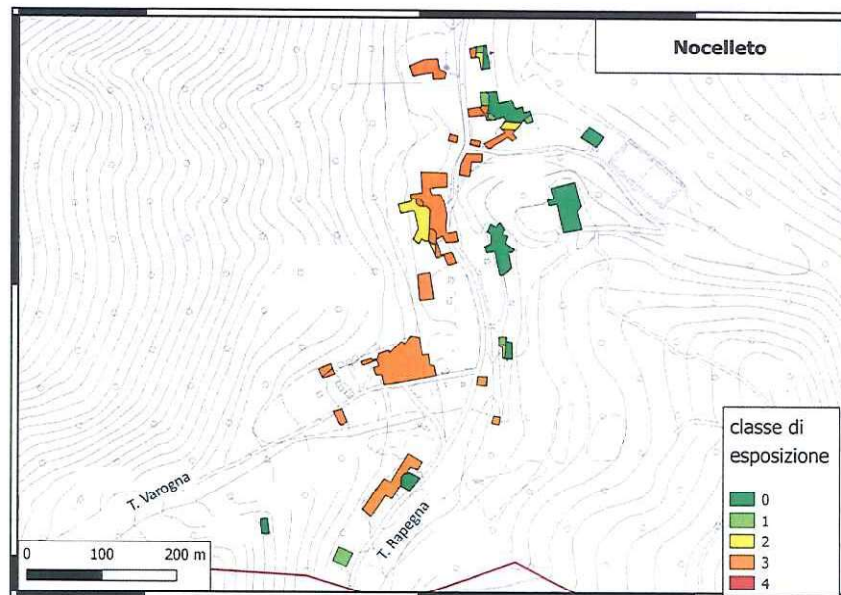 Nocelleto
T. Varogna
T. Rapegna
0 100 200 m
classe di
esposizione
0
1
2
3
4